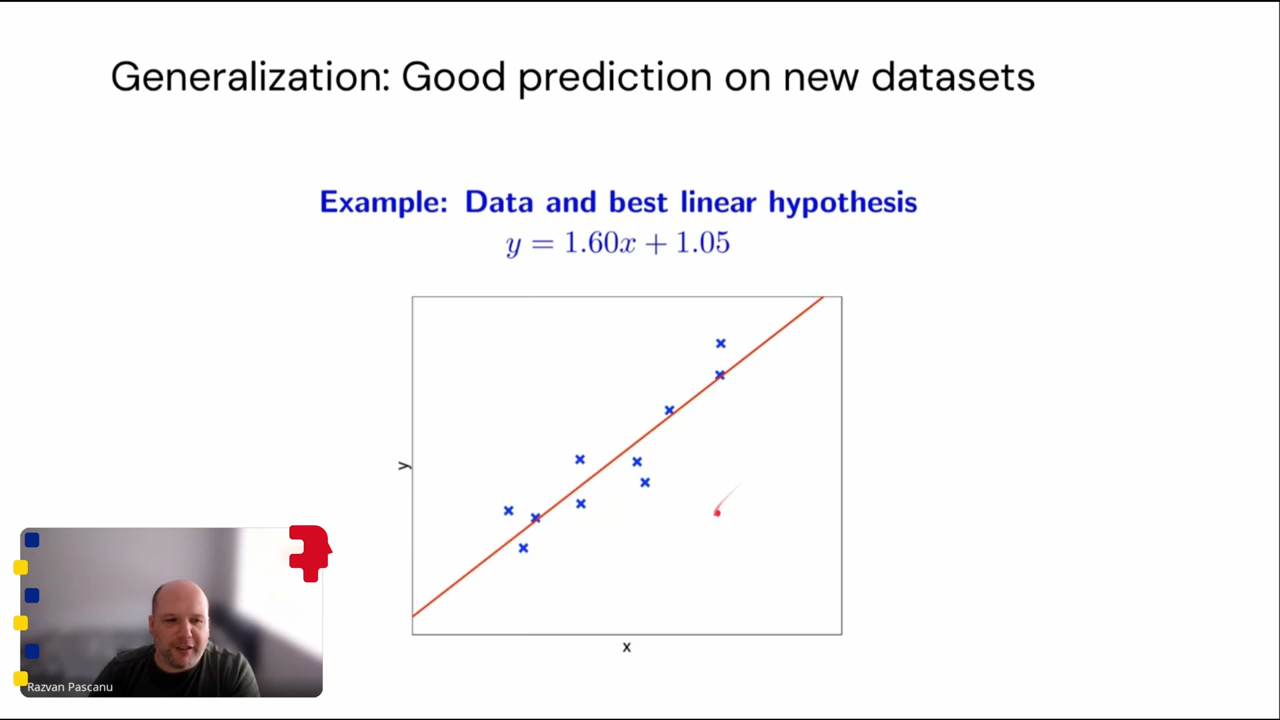 Generalization: Good prediction on new datasets
Example: Data and best linear hypothesis
y = 1.60x + 1.05
y
x
Razvan Pascanu